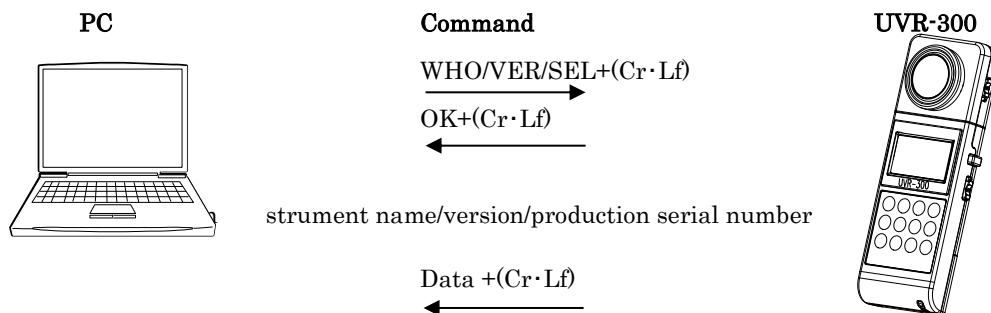 PC Command UVR-300
WHO/VER/SEL+(Cr·Lf)
OK+(Cr·Lf)
UVR-300
strument name/version/production serial number
Data +(Cr·Lf)